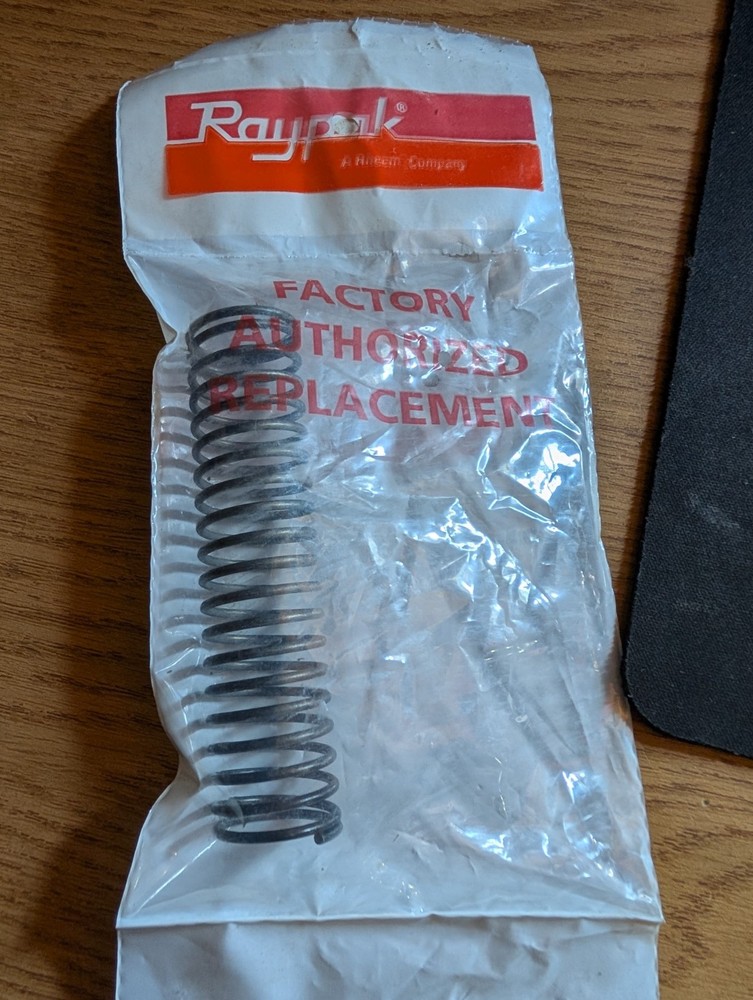 Raypak®
A Rheem Company
FACTORY
AUTHORIZED
REPLACEMENT